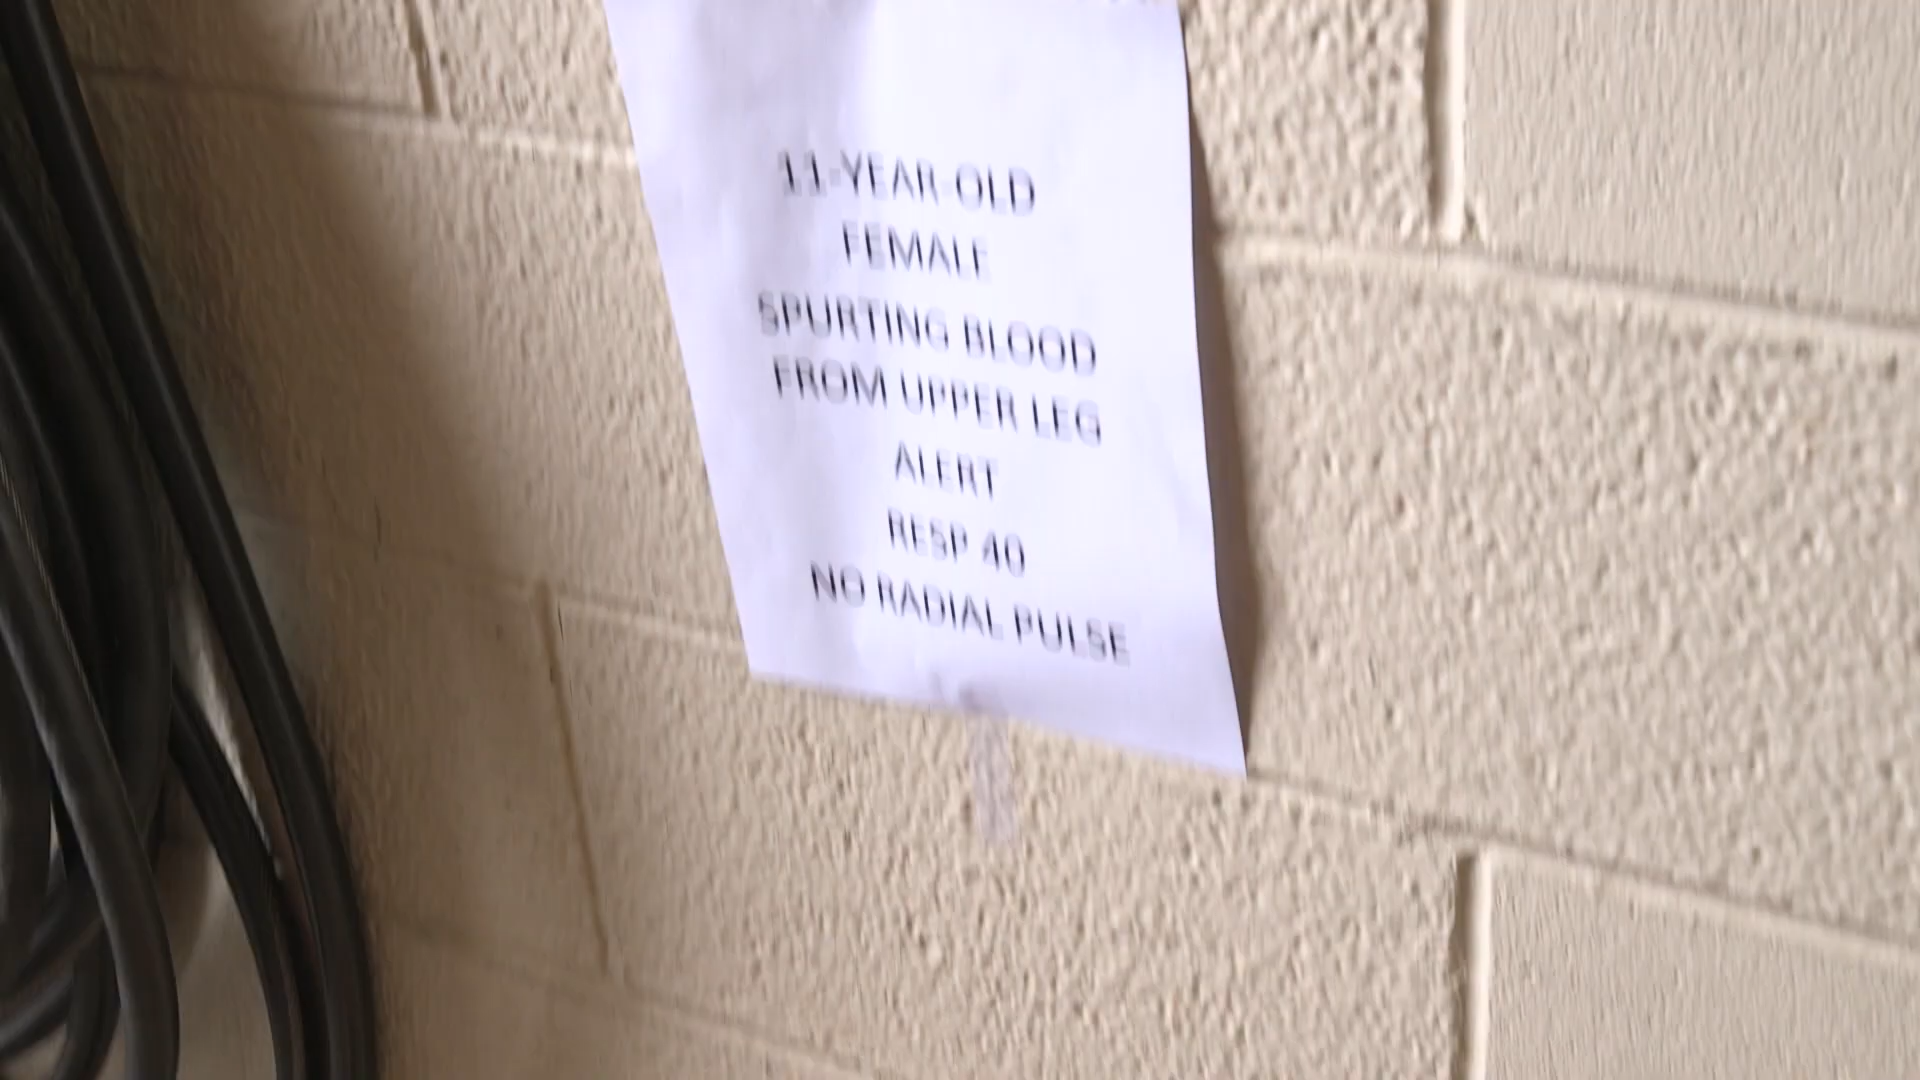 11-YEAR-OLD
FEMALE
SPURTING BLOOD
FROM UPPER LEG
ALERT
RESP 40
NO RADIAL PULSE